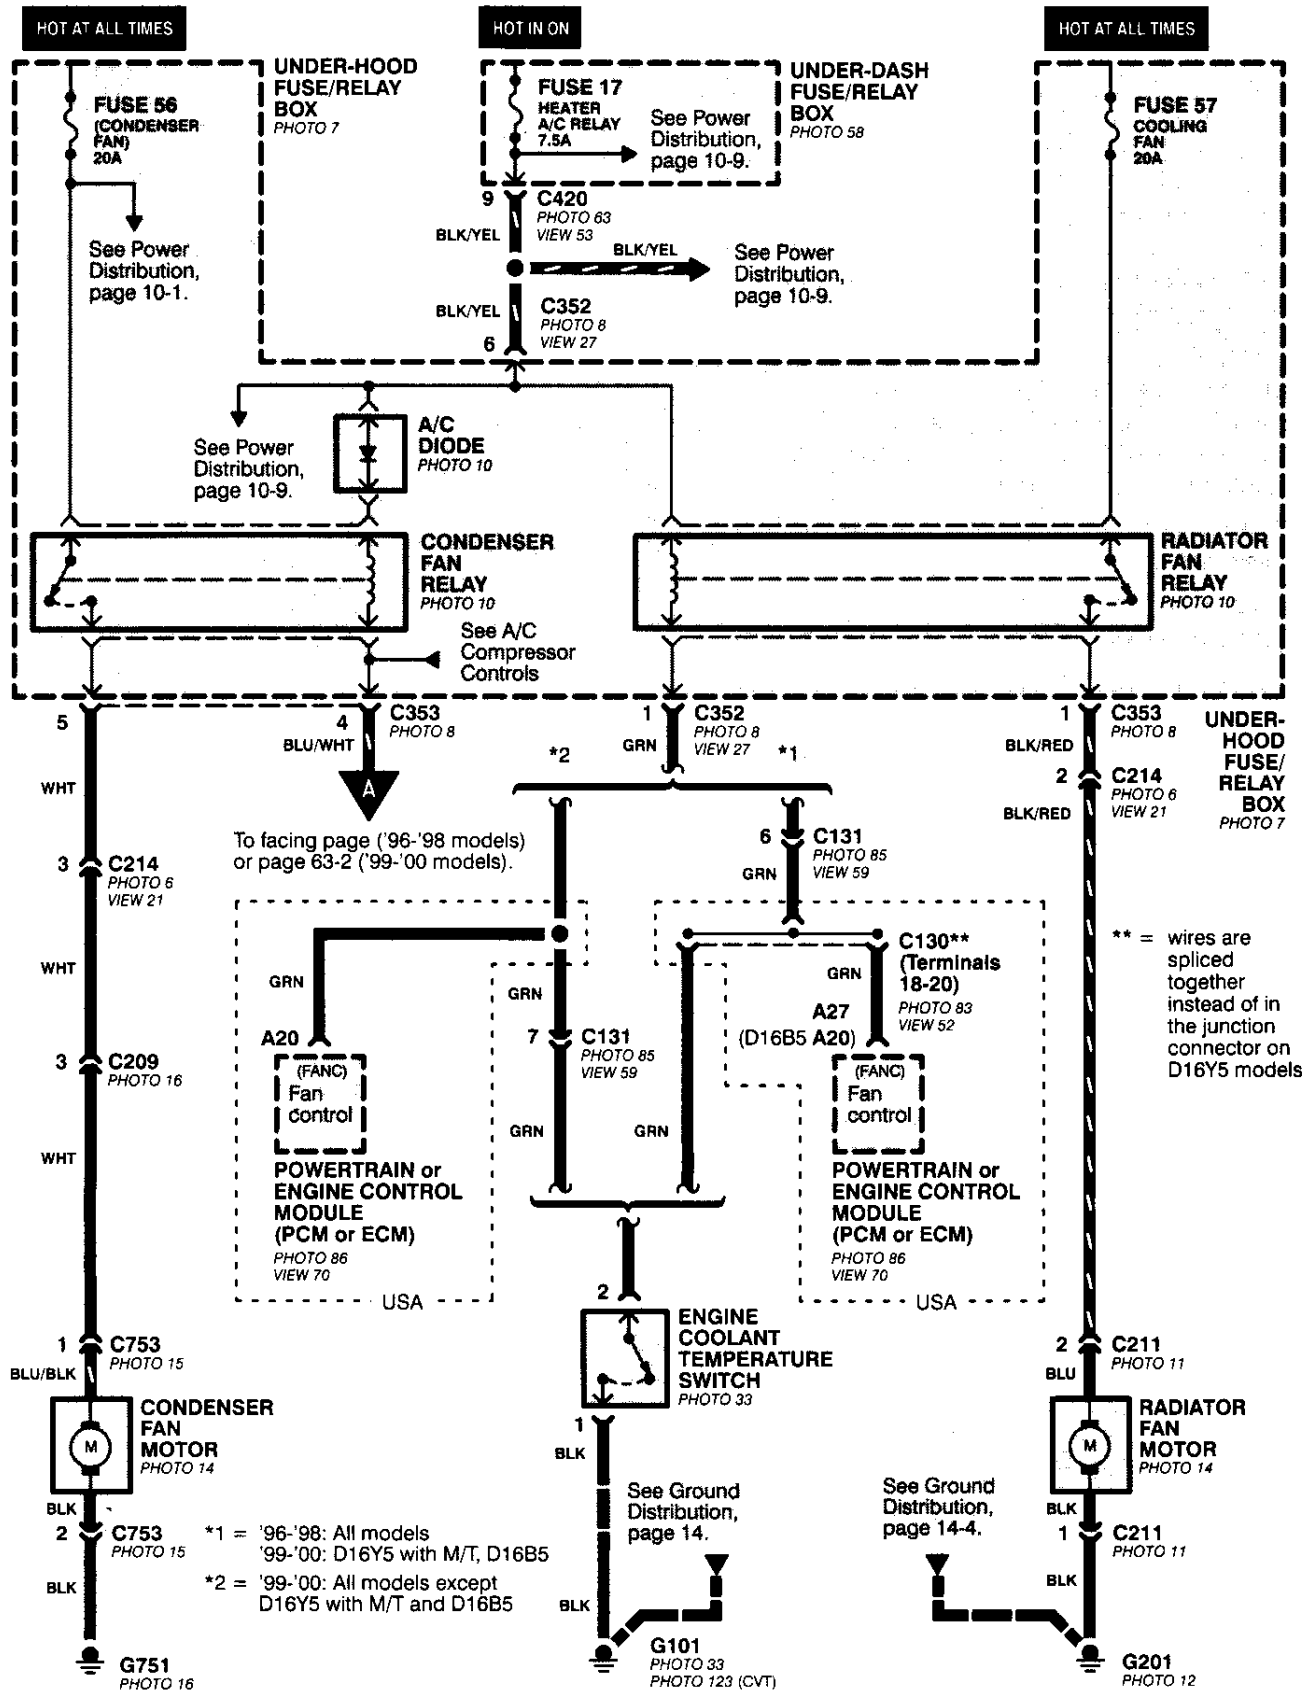 HOT AT ALL TIMES
HOT IN ON
HOT AT ALL TIMES
UNDER-HOOD
FUSE/RELAY
BOX
PHOTO 7
FUSE 56
(CONDENSER
FAN)
20A
See Power
Distribution,
page 10-1.
FUSE 17
HEATER
A/C RELAY
7.5A
See Power
Distribution,
page 10-9.
UNDER-DASH
FUSE/RELAY
BOX
PHOTO 58
FUSE 57
COOLING
FAN
20A
9
C420
PHOTO 63
VIEW 53
BLK/YEL
BLK/YEL
See Power
Distribution,
page 10-9.
BLK/YEL
C352
PHOTO 8
VIEW 27
6
See Power
Distribution,
page 10-9.
A/C
DIODE
PHOTO 10
CONDENSER
FAN
RELAY
PHOTO 10
RADIATOR
FAN
RELAY
PHOTO 10
See A/C
Compressor
Controls
5
4
C353
PHOTO 8
BLU/WHT
A
To facing page ('96-'98 models)
or page 63-2 ('99-'00 models).
1
C352
PHOTO 8
VIEW 27
GRN
*2
*1
1
C353
PHOTO 8
BLK/RED
2
C214
PHOTO 6
VIEW 21
BLK/RED
UNDER-
HOOD
FUSE/
RELAY
BOX
PHOTO 7
WHT
3
C214
PHOTO 6
VIEW 21
WHT
3
C209
PHOTO 16
WHT
6
C131
PHOTO 85
VIEW 59
GRN
C130**
(Terminals
18-20)
PHOTO 83
VIEW 52
** = wires are
spliced
together
instead of in
the junction
connector on
D16Y5 models
GRN
A20
(FANC)
Fan
control
POWERTRAIN or
ENGINE CONTROL
MODULE
(PCM or ECM)
PHOTO 86
VIEW 70
USA
GRN
7
C131
PHOTO 85
VIEW 59
GRN
GRN
GRN
A27
(D16B5 A20)
(FANC)
Fan
control
POWERTRAIN or
ENGINE CONTROL
MODULE
(PCM or ECM)
PHOTO 86
VIEW 70
USA
2
ENGINE
COOLANT
TEMPERATURE
SWITCH
PHOTO 33
1
BLK
1
C753
PHOTO 15
BLU/BLK
CONDENSER
FAN
MOTOR
PHOTO 14
M
BLK
2
C753
PHOTO 15
BLK
G751
PHOTO 16
*1 = '96-'98: All models
'99-'00: D16Y5 with M/T, D16B5
*2 = '99-'00: All models except
D16Y5 with M/T and D16B5
See Ground
Distribution,
page 14.
BLK
G101
PHOTO 33
PHOTO 123 (CVT)
2
C211
PHOTO 11
BLU
RADIATOR
FAN
MOTOR
PHOTO 14
M
See Ground
Distribution,
page 14-4.
BLK
1
C211
PHOTO 11
BLK
G201
PHOTO 12